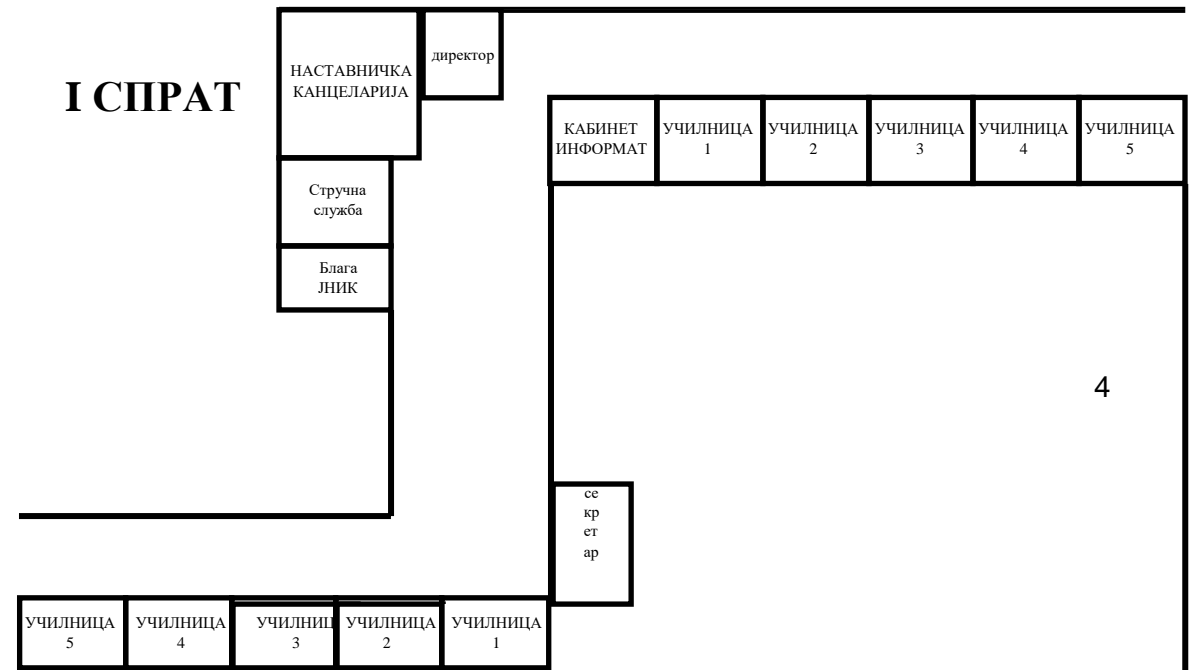 I СПРАТ
НАСТАВНИЧКА
КАНЦЕЛАРИЈА
директор
КАБИНЕТ
ИНФОРМАТ
УЧИЛНИЦА
1
УЧИЛНИЦА
2
УЧИЛНИЦА
3
УЧИЛНИЦА
4
УЧИЛНИЦА
5
Стручна
служба
Блага
ЈНИК
4
се
кр
ет
ар
УЧИЛНИЦА
5
УЧИЛНИЦА
4
УЧИЛНИЦ
3
УЧИЛНИЦА
2
УЧИЛНИЦА
1